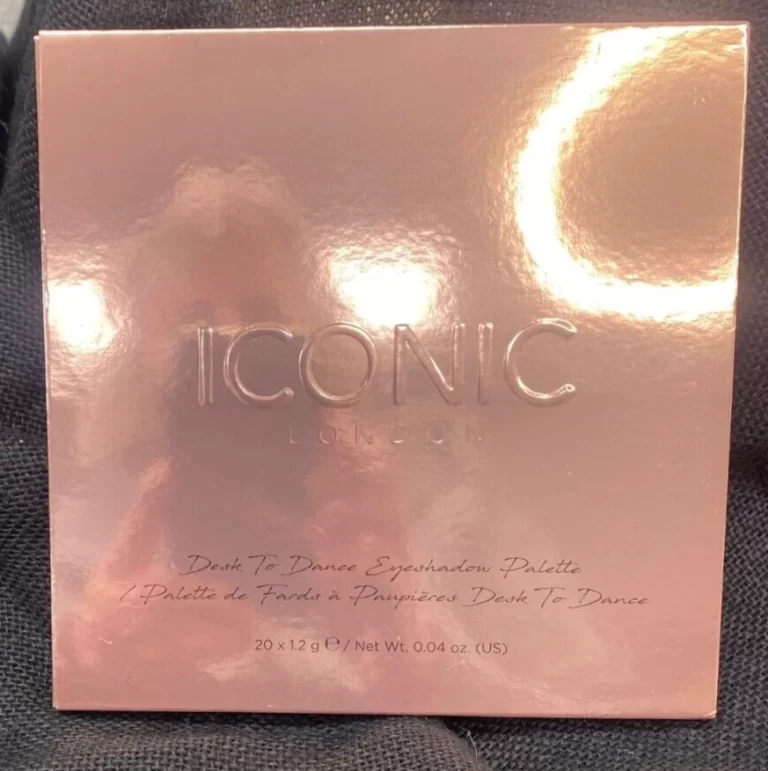 ICONIC
LONDON
Desk To Dance Eyeshadow Palette
/ Palette de Fards à Paupières Desk To Dance
20 x 1.2 g ℮ / Net Wt. 0.04 oz. (US)